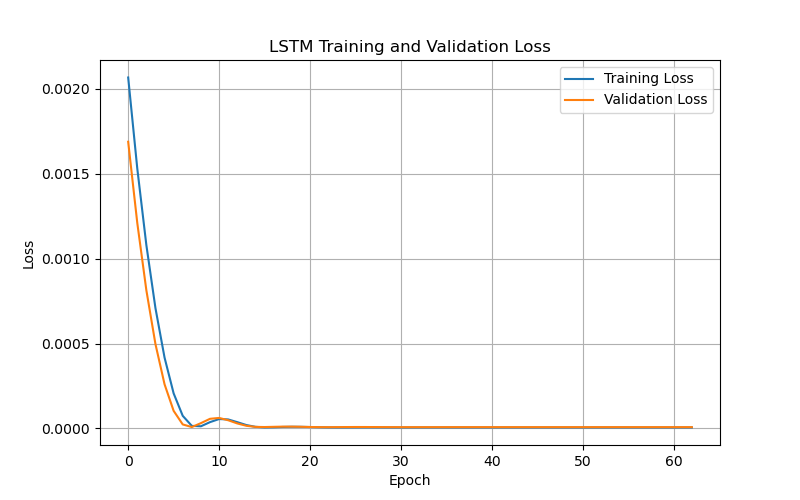 LSTM Training and Validation Loss
Training Loss
Validation Loss
0.0020
0.0015
0.0010
0.0005
0.0000
Loss
0 10 20 30 40 50 60
Epoch